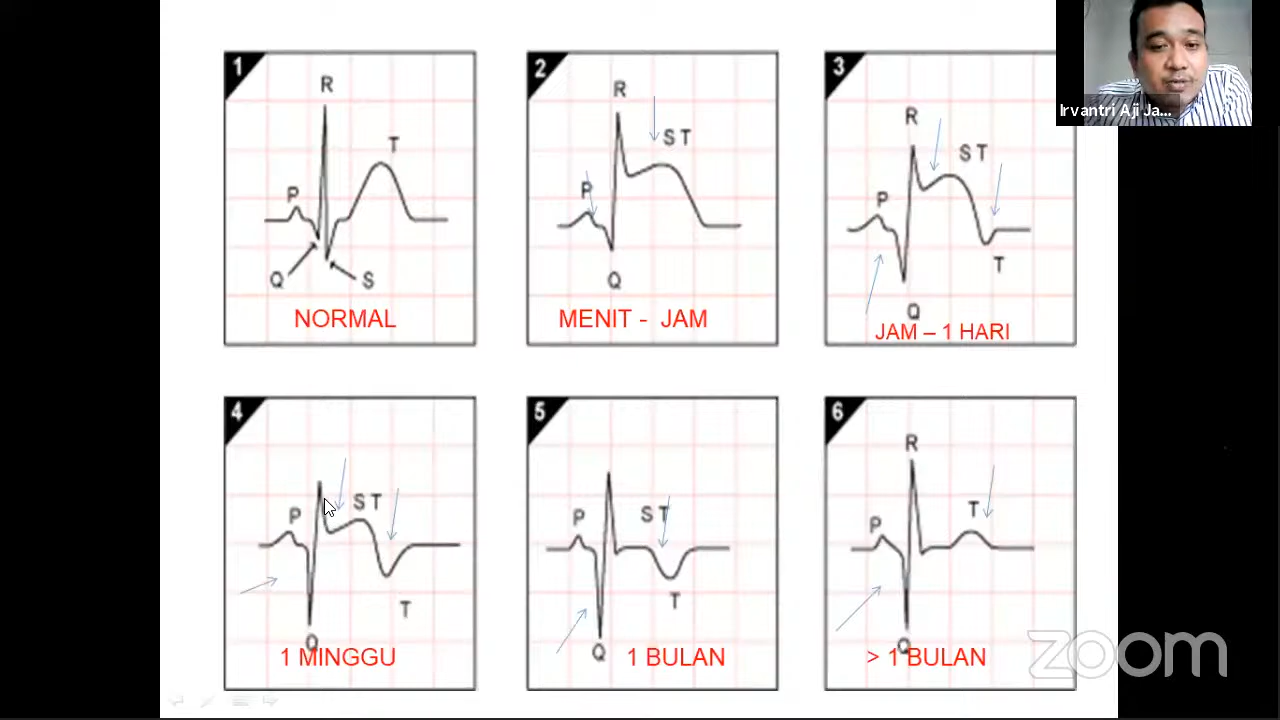 1
R
T
P
Q
S
NORMAL
2
R
ST
P
Q
MENIT - JAM
3
R
ST
P
T
Q
JAM – 1 HARI
Irvantri Aji Ja...
4
P
ST
T
Q
1 MINGGU
5
P
ST
T
Q
1 BULAN
6
R
T
P
Q
> 1 BULAN
zoom